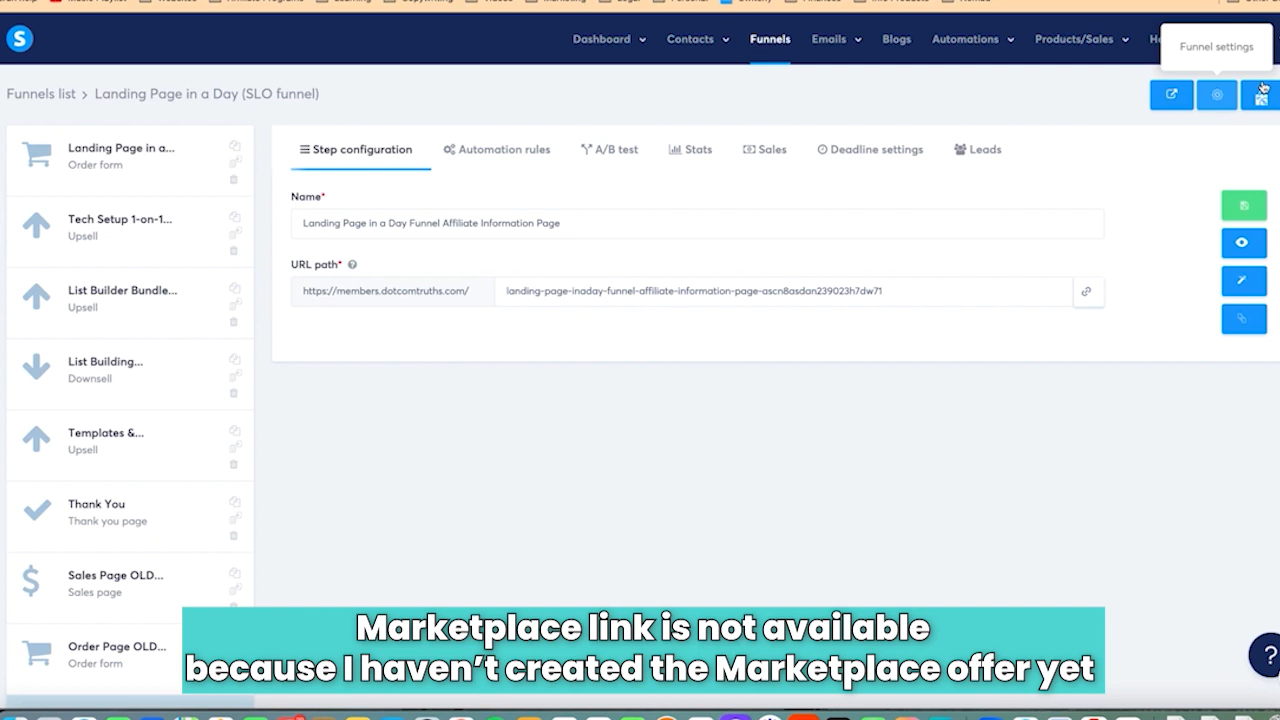 S
Dashboard
Contacts
Funnels
Emails
Blogs
Automations
Products/Sales
Funnel settings
Funnels list > Landing Page in a Day (SLO funnel)
Landing Page in a...
Order form
Tech Setup 1-on-1...
Upsell
List Builder Bundle...
Upsell
List Building...
Downsell
Templates &...
Upsell
Thank You
Thank you page
Sales Page OLD...
Sales page
Order Page OLD...
Order form
Step configuration
Automation rules
A/B test
Stats
Sales
Deadline settings
Leads
Name*
Landing Page in a Day Funnel Affiliate Information Page
URL path* ?
https://members.dotcomtruths.com/
landing-page-inaday-funnel-affiliate-information-page-ascn8asdan239023h7dw71
?
Marketplace link is not available
because I haven't created the Marketplace offer yet